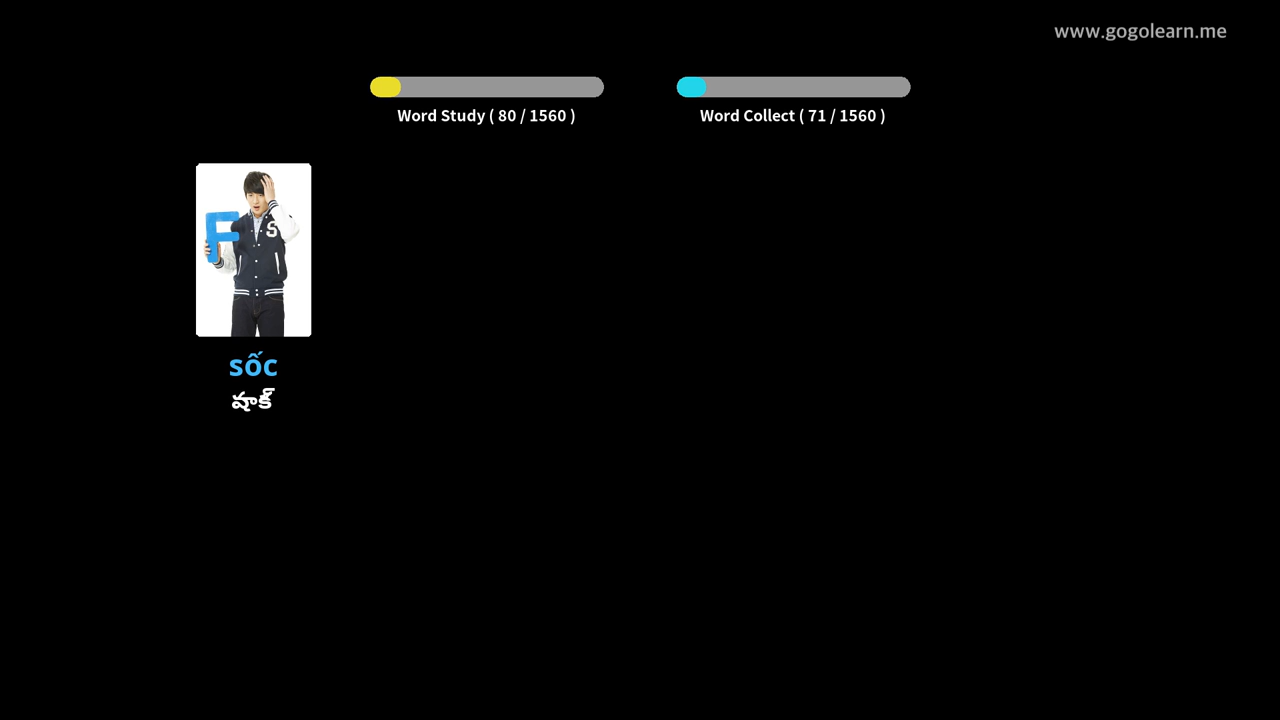 www.gogolearn.me
Word Study ( 80 / 1560 )
Word Collect ( 71 / 1560 )
F
S
sốc
షాక్